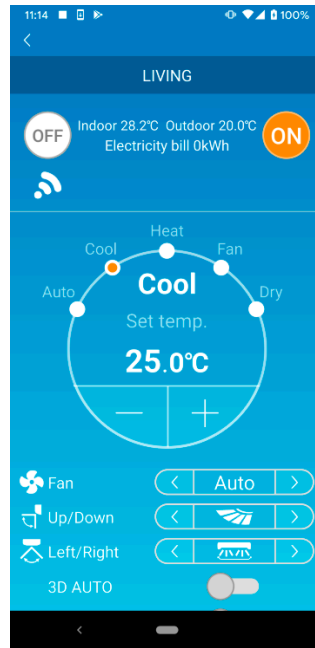 11:14 100%
LIVING
OFF
Indoor 28.2℃ Outdoor 20.0℃
Electricity bill 0kWh
ON
Heat
Cool Fan
Auto Dry
Cool
Set temp.
25.0℃
Fan Auto
Up/Down
Left/Right
3D AUTO